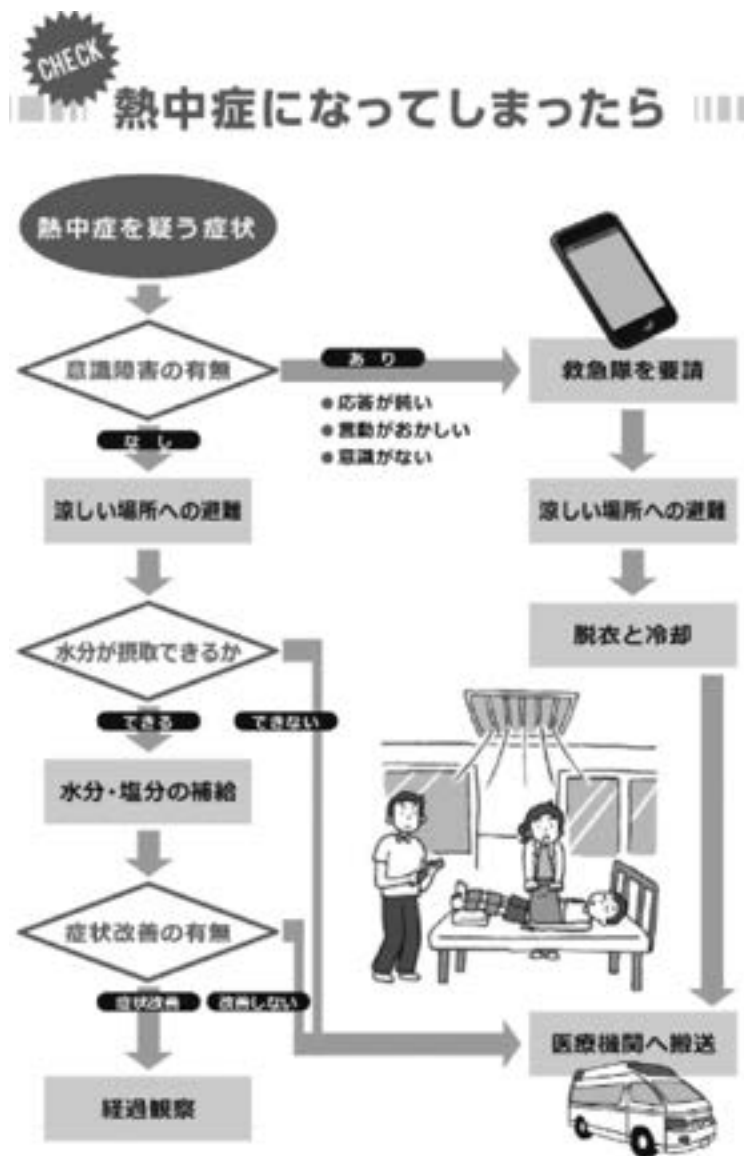 CHECK
熱中症になってしまったら
熱中症を疑う症状
意識障害の有無
あり
● 応答が鈍い
● 言動がおかしい
● 意識がない
救急隊を要請
なし
涼しい場所への避難
涼しい場所への避難
水分が摂取できるか
脱衣と冷却
できる
できない
水分・塩分の補給
症状改善の有無
症状改善
改善しない
医療機関へ搬送
経過観察